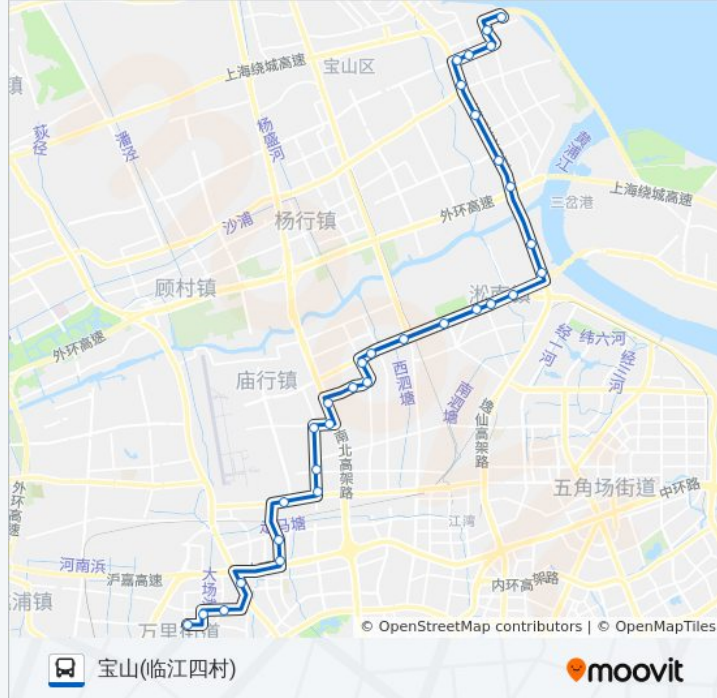 镇
宝山区
上海绕城高速
荻泾
潘泾
杨盛河
黄浦江
上海绕城高速
外环高速
三岔港
沙浦
杨行镇
顾村镇
淞南镇
外环高速
经一河
纬六河
经三河
庙行镇
西泗塘
南泗塘
逸仙高架路
南北高架路
外环高速
五角场街道
中环路
走马塘
江湾
河南浜
沪嘉高速
大场浦
内环高架路
浦镇
万里街道
© OpenStreetMap contributors | © OpenMapTiles
宝山(临江四村)
moovit